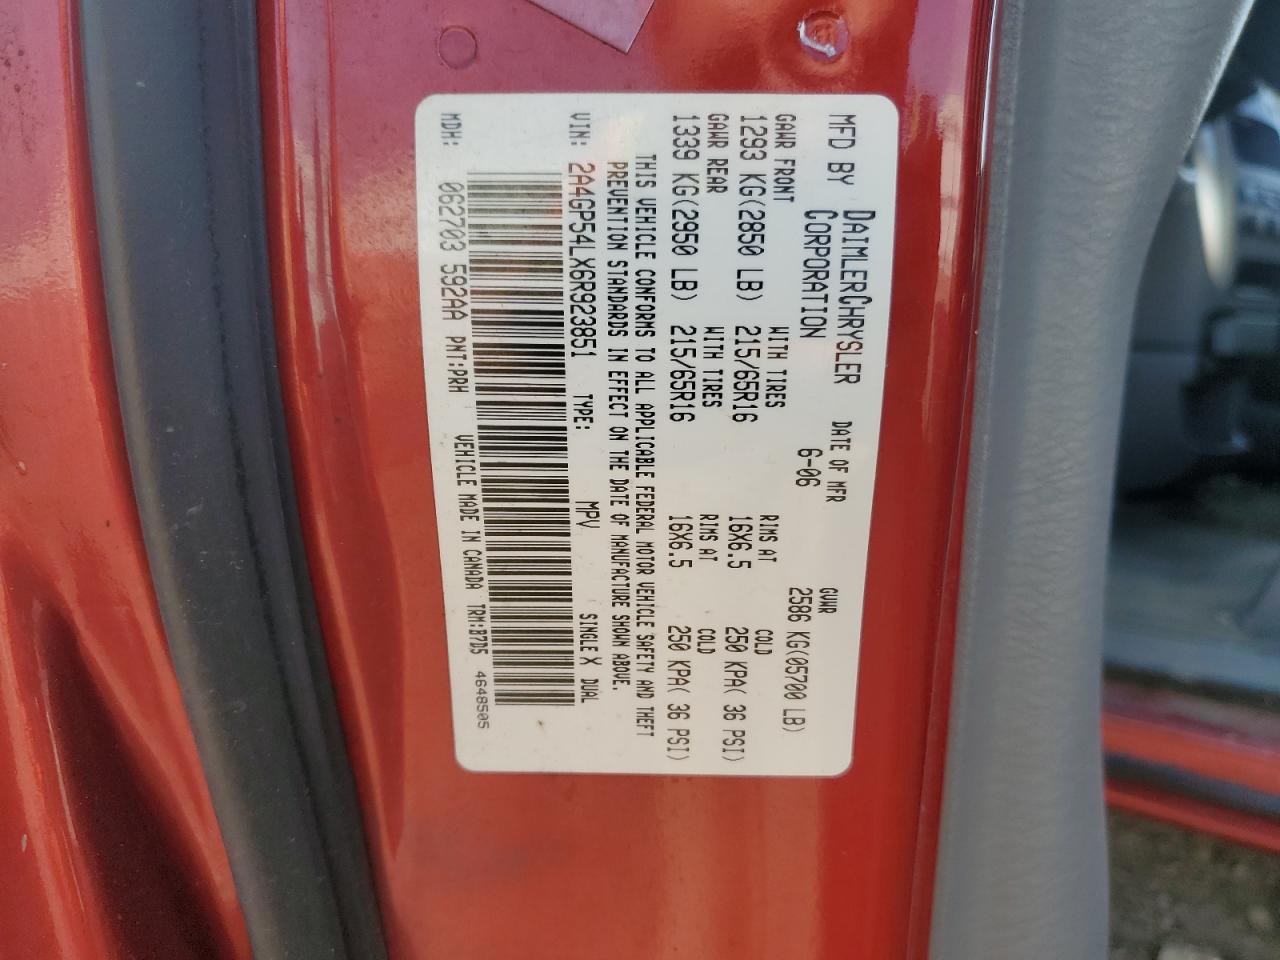 MFD BY DAIMLERCHRYSLER CORPORATION DATE OF MFR 6-06 GVWR 2586 KG(05700 LB)
GAWR FRONT WITH TIRES RIMS AT COLD
1293 KG(2850 LB) 215/65R16 16X6.5 250 KPA( 36 PSI)
GAWR REAR WITH TIRES RIMS AT COLD
1339 KG(2950 LB) 215/65R16 16X6.5 250 KPA( 36 PSI)
THIS VEHICLE CONFORMS TO ALL APPLICABLE FEDERAL MOTOR VEHICLE SAFETY AND THEFT
PREVENTION STANDARDS IN EFFECT ON THE DATE OF MANUFACTURE SHOWN ABOVE.
VIN: 2A4GP54LX6R923851 TYPE: MPV SINGLE X DUAL
MDH: 062703 592AA PNT:PRH VEHICLE MADE IN CANADA TRM:B7D5 4648505